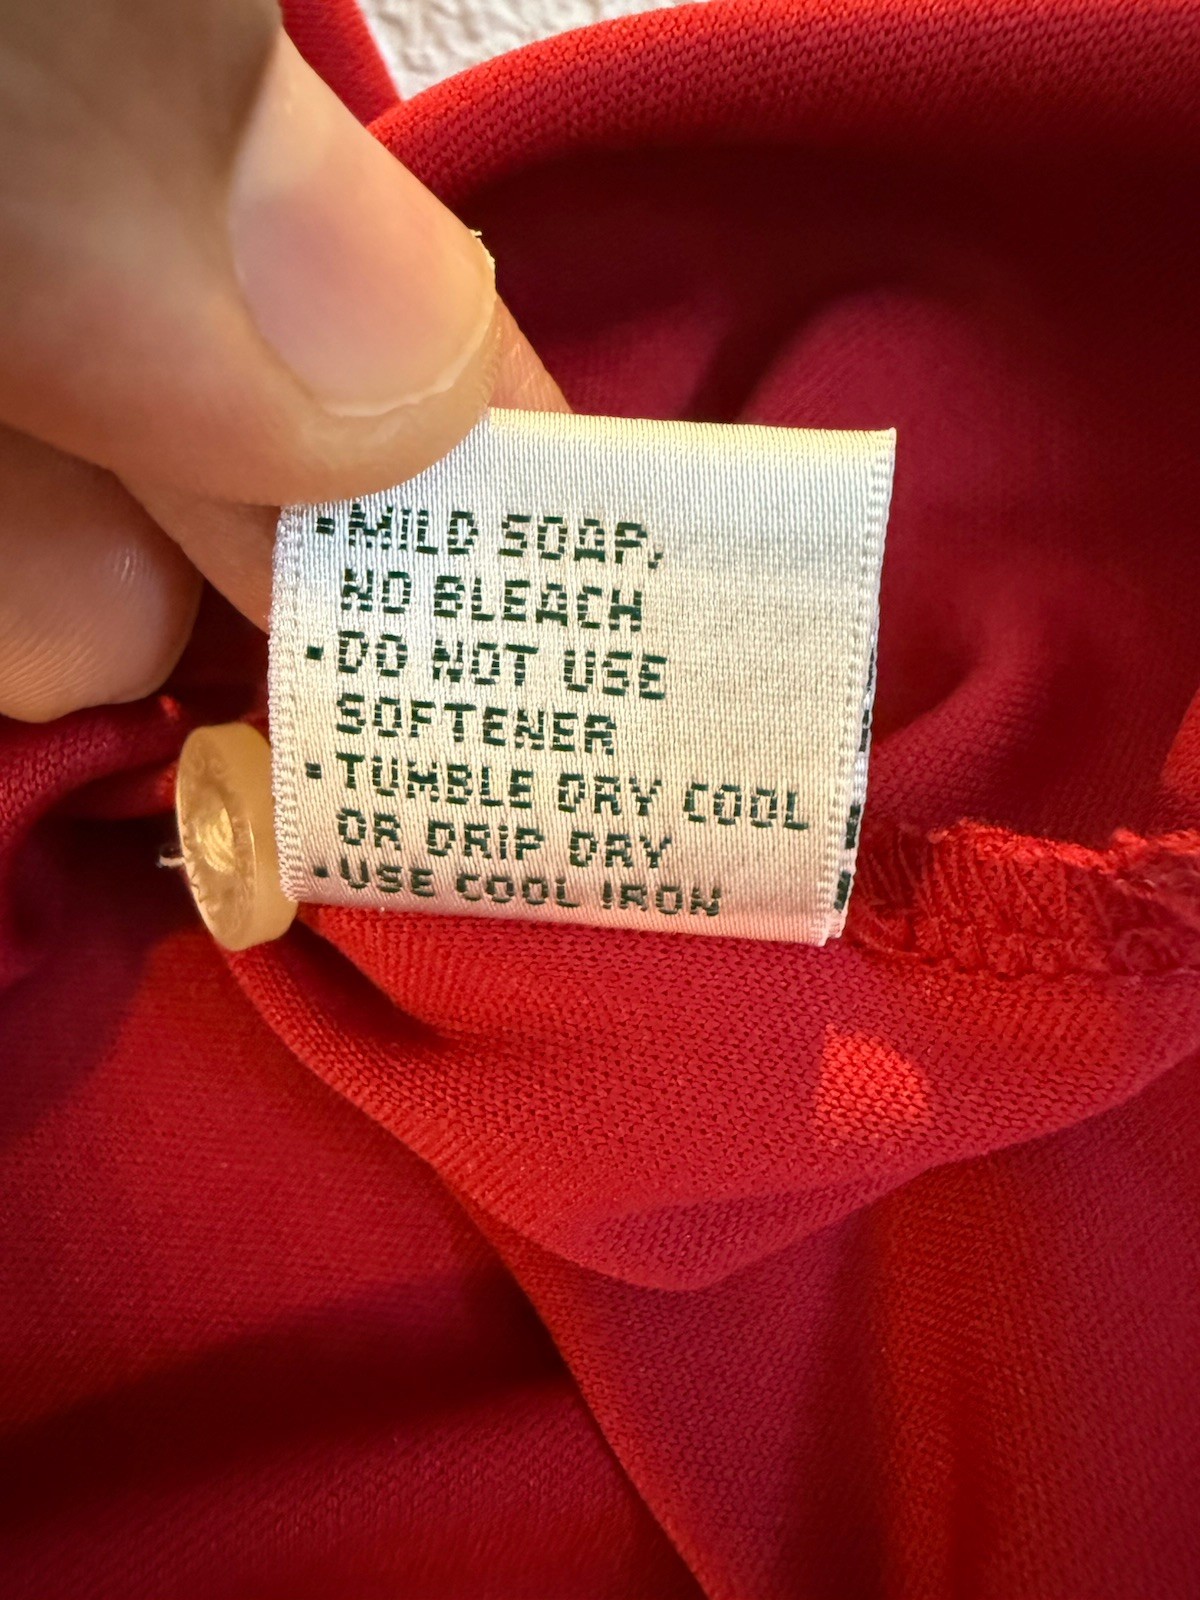 ▪MILD SOAP,
NO BLEACH
▪DO NOT USE
SOFTENER
▪TUMBLE DRY COOL
OR DRIP DRY
▪USE COOL IRON